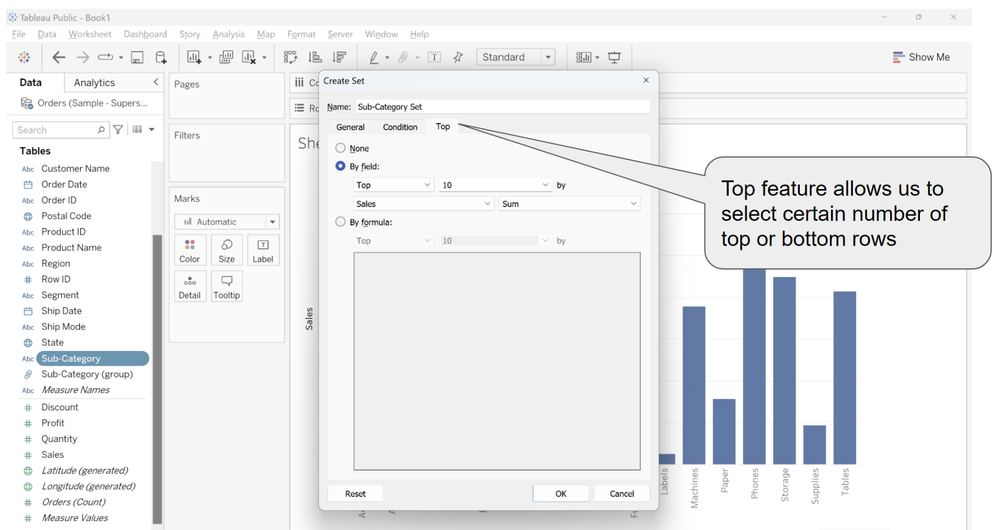 Tableau Public - Book1
File Data Worksheet Dashboard Story Analysis Map Format Server Window Help
Standard
Show Me
Data Analytics
Orders (Sample - Supers...
Search
Tables
Abc Customer Name
Order Date
Abc Order ID
Postal Code
Abc Product ID
Abc Product Name
Abc Region
# Row ID
Abc Segment
Ship Date
Abc Ship Mode
State
Abc Sub-Category
Sub-Category (group)
Abc Measure Names
# Discount
# Profit
# Quantity
# Sales
Latitude (generated)
Longitude (generated)
# Orders (Count)
# Measure Values
Pages
Filters
Marks
Automatic
Color Size Label
Detail Tooltip
Create Set
Name: Sub-Category Set
General Condition Top
None
By field:
Top 10 by
Sales Sum
By formula:
Top 10 by
Reset OK Cancel
Top feature allows us to
select certain number of
top or bottom rows
Sales
Labels
Machines
Paper
Phones
Storage
Supplies
Tables